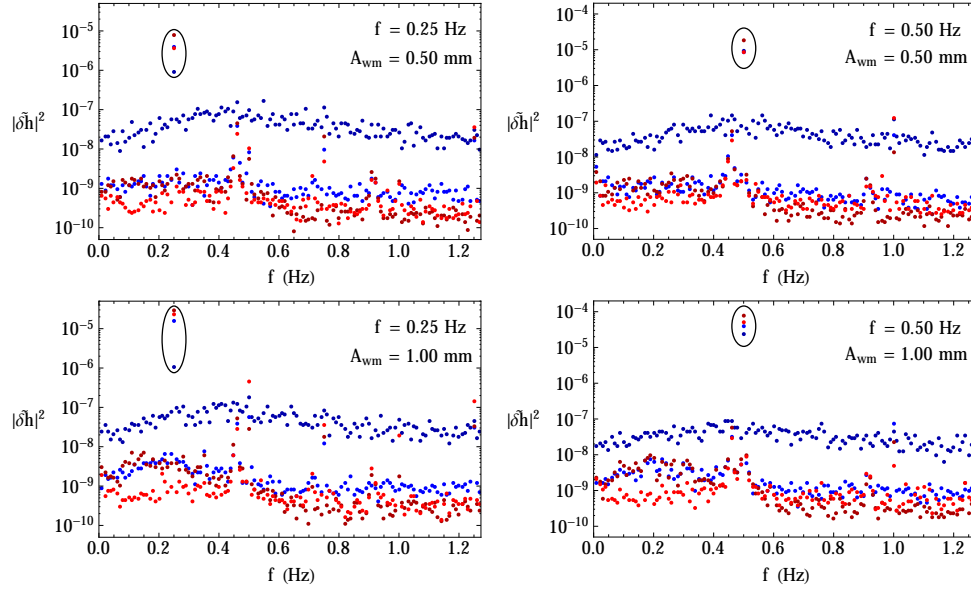 10⁻⁵
10⁻⁶
10⁻⁷
10⁻⁸
10⁻⁹
10⁻¹⁰
|δ̃h|²
f = 0.25 Hz
A_wm = 0.50 mm
0.0 0.2 0.4 0.6 0.8 1.0 1.2
f (Hz)
10⁻⁴
10⁻⁵
10⁻⁶
10⁻⁷
10⁻⁸
10⁻⁹
10⁻¹⁰
|δ̃h|²
f = 0.50 Hz
A_wm = 0.50 mm
0.0 0.2 0.4 0.6 0.8 1.0 1.2
f (Hz)
10⁻⁵
10⁻⁶
10⁻⁷
10⁻⁸
10⁻⁹
10⁻¹⁰
|δ̃h|²
f = 0.25 Hz
A_wm = 1.00 mm
0.0 0.2 0.4 0.6 0.8 1.0 1.2
f (Hz)
10⁻⁴
10⁻⁵
10⁻⁶
10⁻⁷
10⁻⁸
10⁻⁹
10⁻¹⁰
|δ̃h|²
f = 0.50 Hz
A_wm = 1.00 mm
0.0 0.2 0.4 0.6 0.8 1.0 1.2
f (Hz)